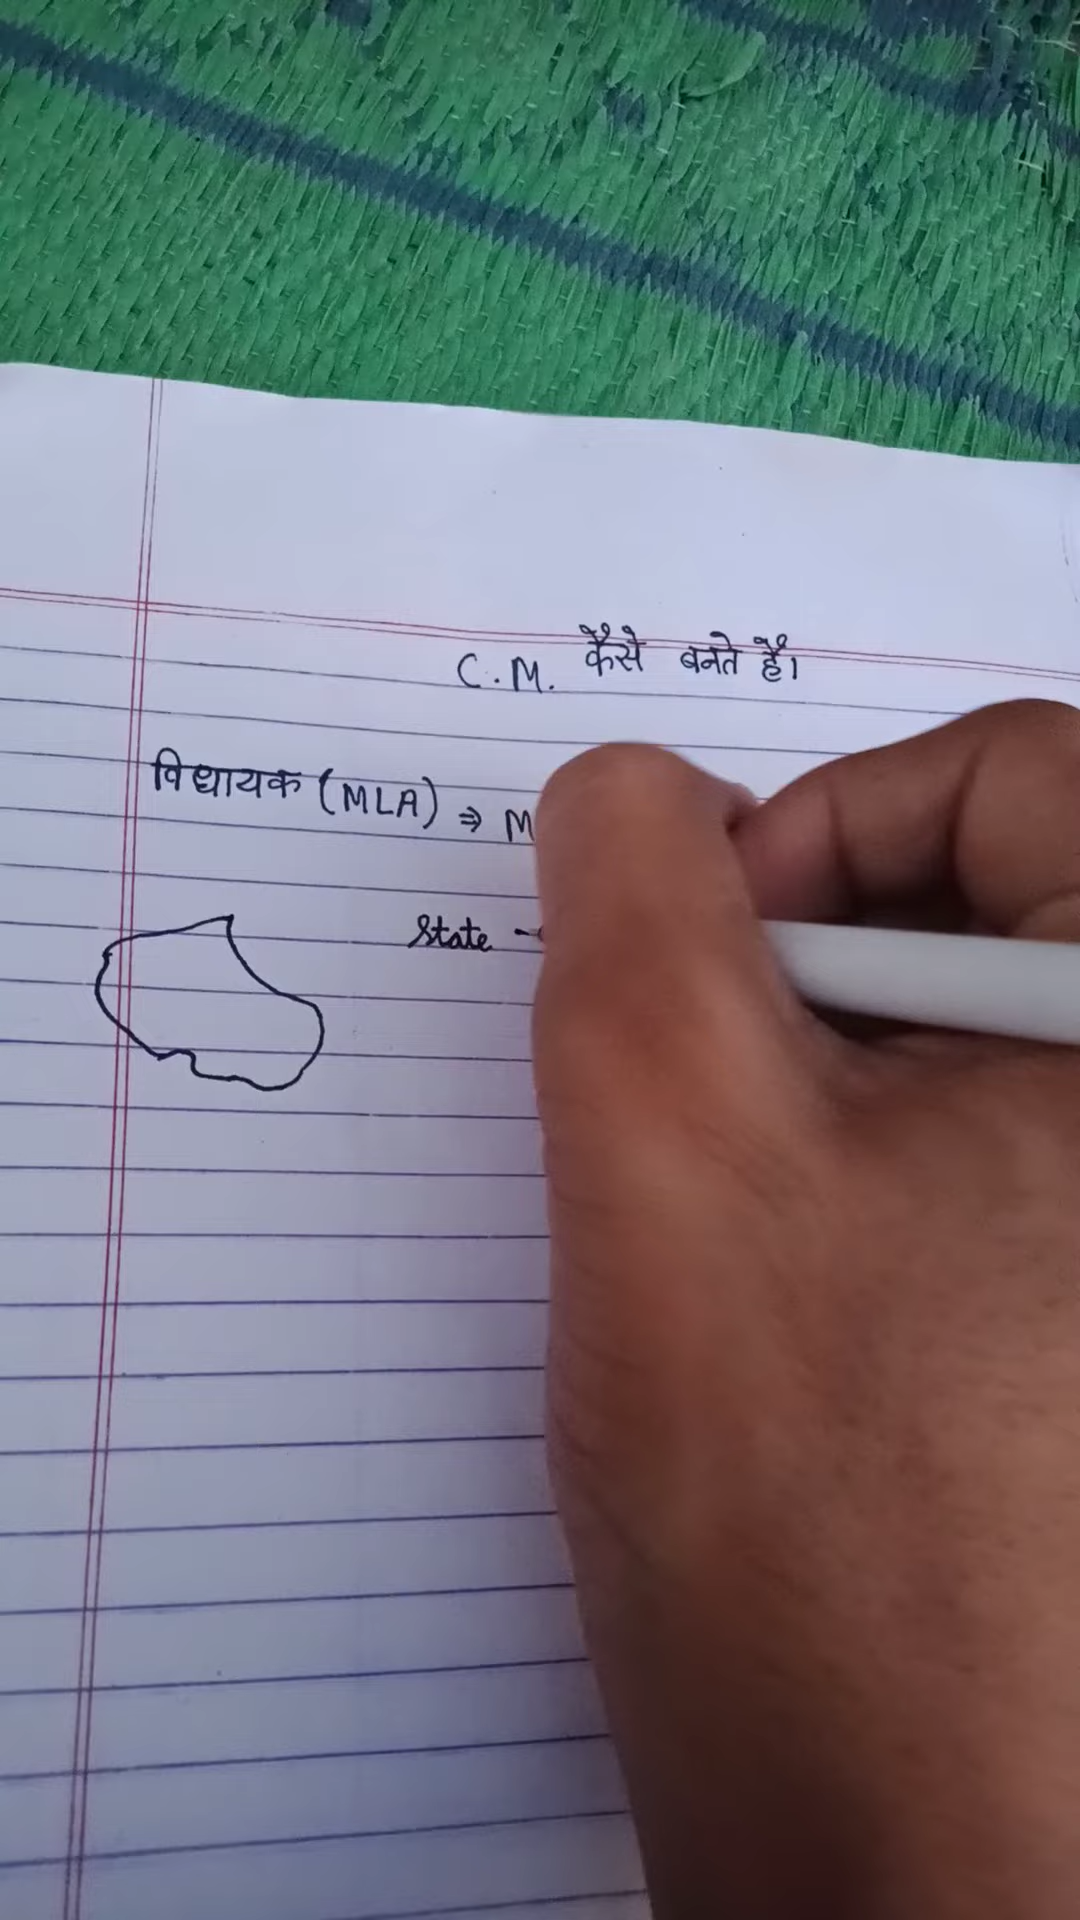 C.M. कैसे बनते हैं।
विधायक (MLA) ⇒ M
State -